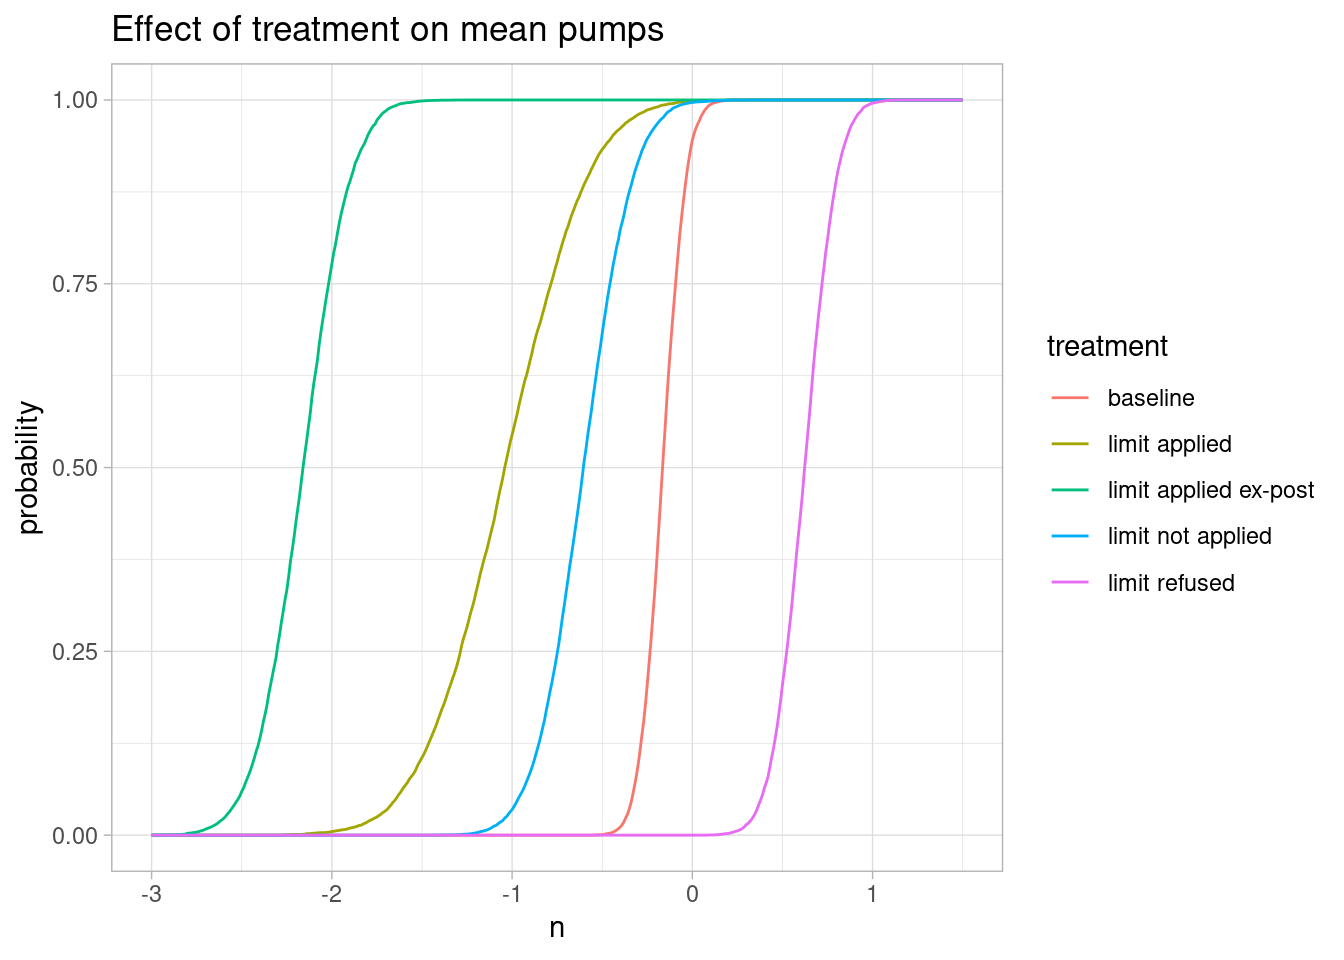 Effect of treatment on mean pumps
probability
1.00
0.75
0.50
0.25
0.00
-3 -2 -1 0 1
n
treatment
baseline
limit applied
limit applied ex-post
limit not applied
limit refused